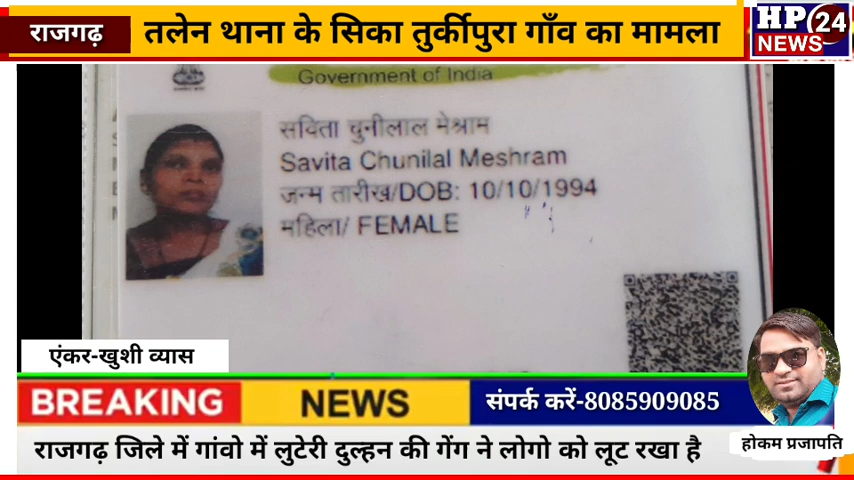 राजगढ़
तलेन थाना के सिका तुर्कीपुरा गाँव का मामला
HP 24
NEWS
Government of India
सविता चुनीलाल मेश्राम
Savita Chunilal Meshram
जन्म तारीख/DOB: 10/10/1994
महिला/ FEMALE
एंकर-खुशी व्यास
BREAKING NEWS
संपर्क करें-8085909085
होकम प्रजापति
राजगढ़ जिले में गांवो में लुटेरी दुल्हन की गेंग ने लोगो को लूट रखा है